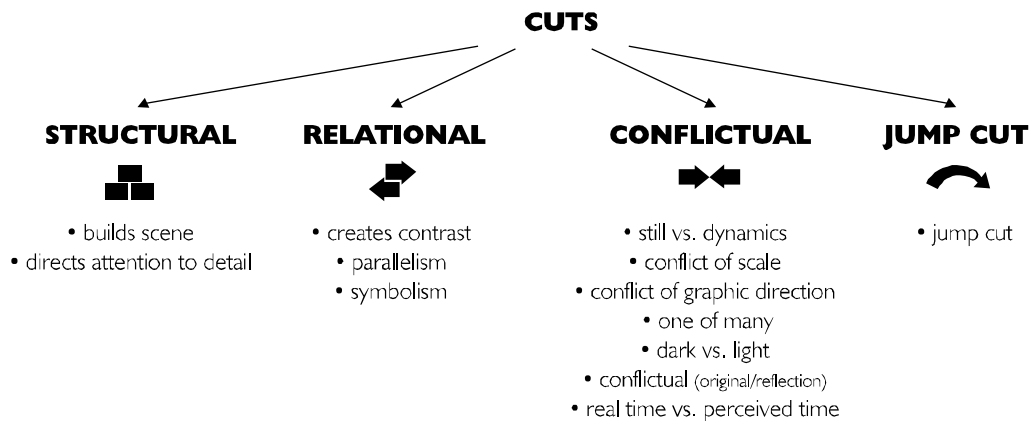 CUTS
STRUCTURAL
• builds scene
• directs attention to detail
RELATIONAL
• creates contrast
• parallelism
• symbolism
CONFLICTUAL
• still vs. dynamics
• conflict of scale
• conflict of graphic direction
• one of many
• dark vs. light
• conflictual (original/reflection)
• real time vs. perceived time
JUMP CUT
• jump cut